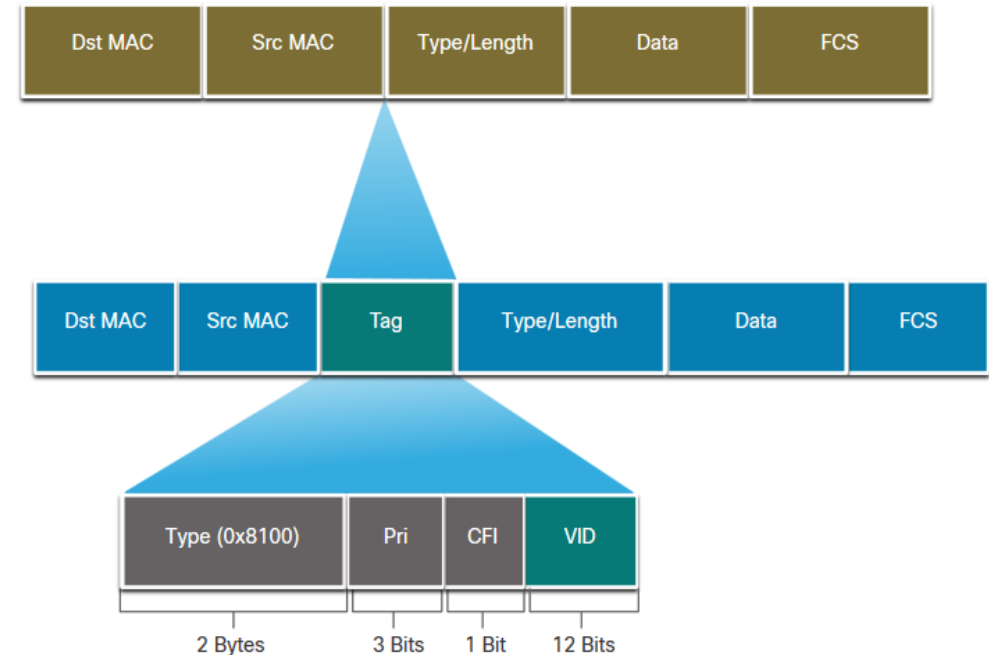 Dst MAC Src MAC Type/Length Data FCS
Dst MAC Src MAC Tag Type/Length Data FCS
Type (0x8100) Pri CFI VID
2 Bytes 3 Bits 1 Bit 12 Bits